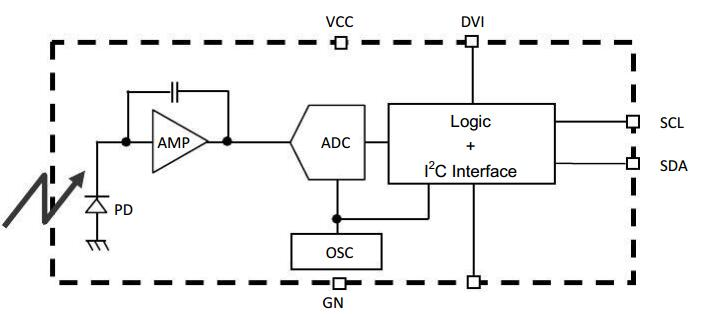 VCC
DVI
AMP
ADC
Logic
+
I²C Interface
SCL
SDA
PD
OSC
GN